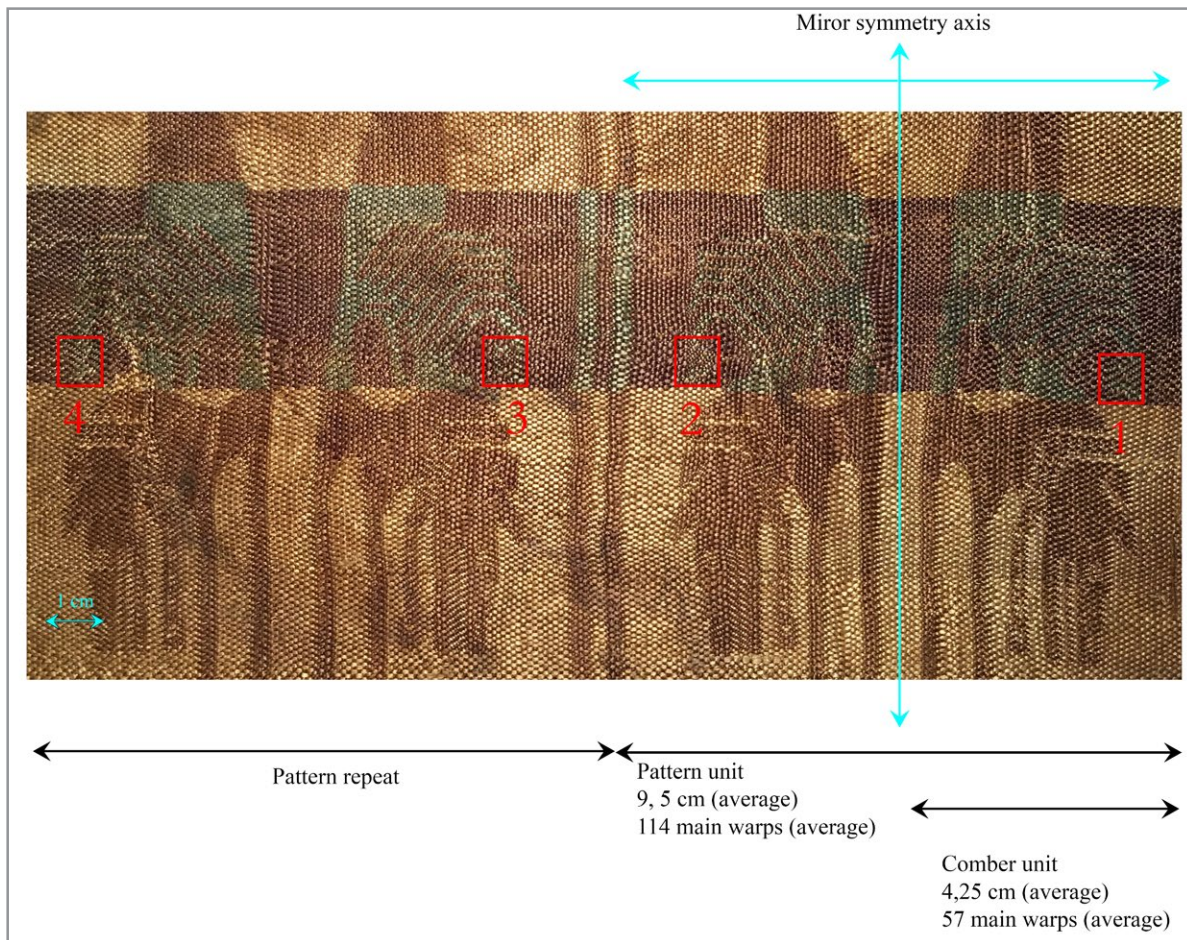 Miror symmetry axis
4
3
2
1
1 cm
Pattern repeat
Pattern unit
9, 5 cm (average)
114 main warps (average)
Comber unit
4,25 cm (average)
57 main warps (average)